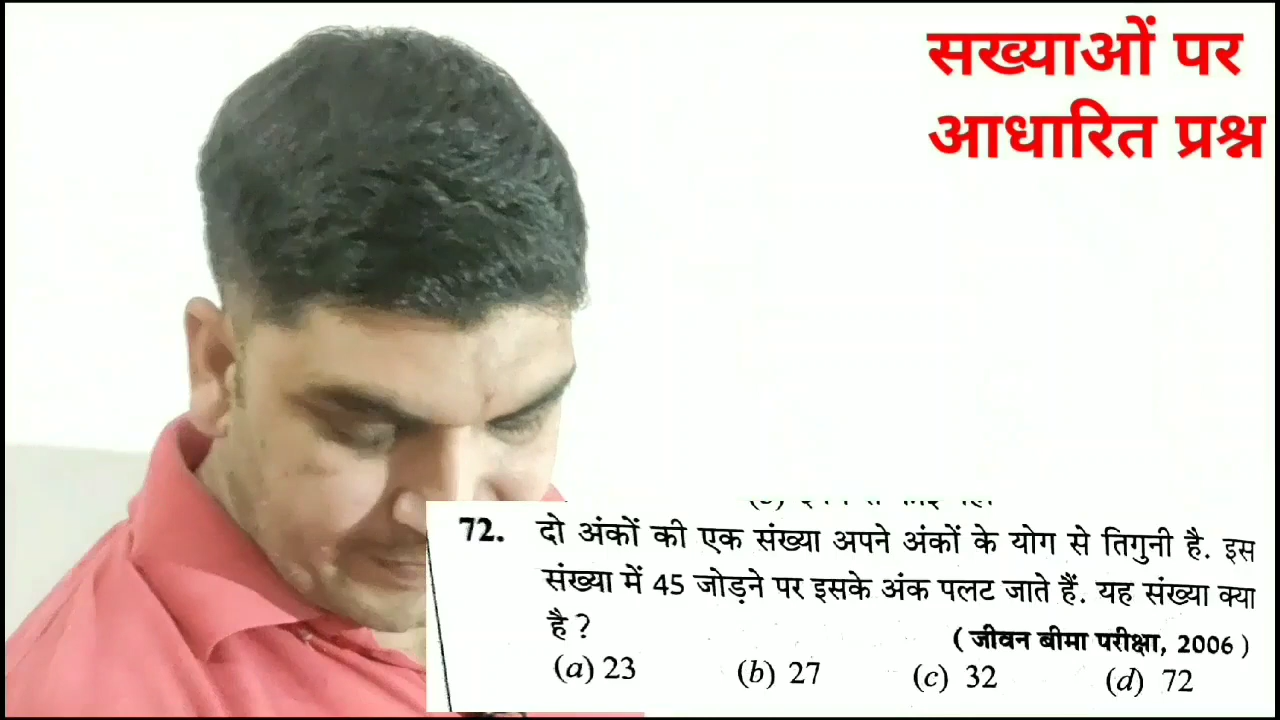 सख्याओं पर
आधारित प्रश्न
72. दो अंकों की एक संख्या अपने अंकों के योग से तिगुनी है. इस
संख्या में 45 जोड़ने पर इसके अंक पलट जाते हैं. यह संख्या क्या
है ?
( जीवन बीमा परीक्षा, 2006 )
(a) 23 (b) 27 (c) 32 (d) 72